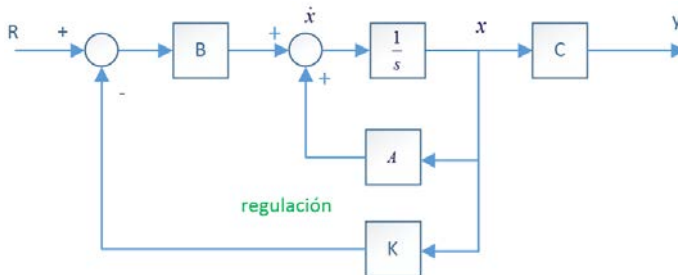 ẋ
R + B + 1/s x C Y
+
-
A
regulación
K